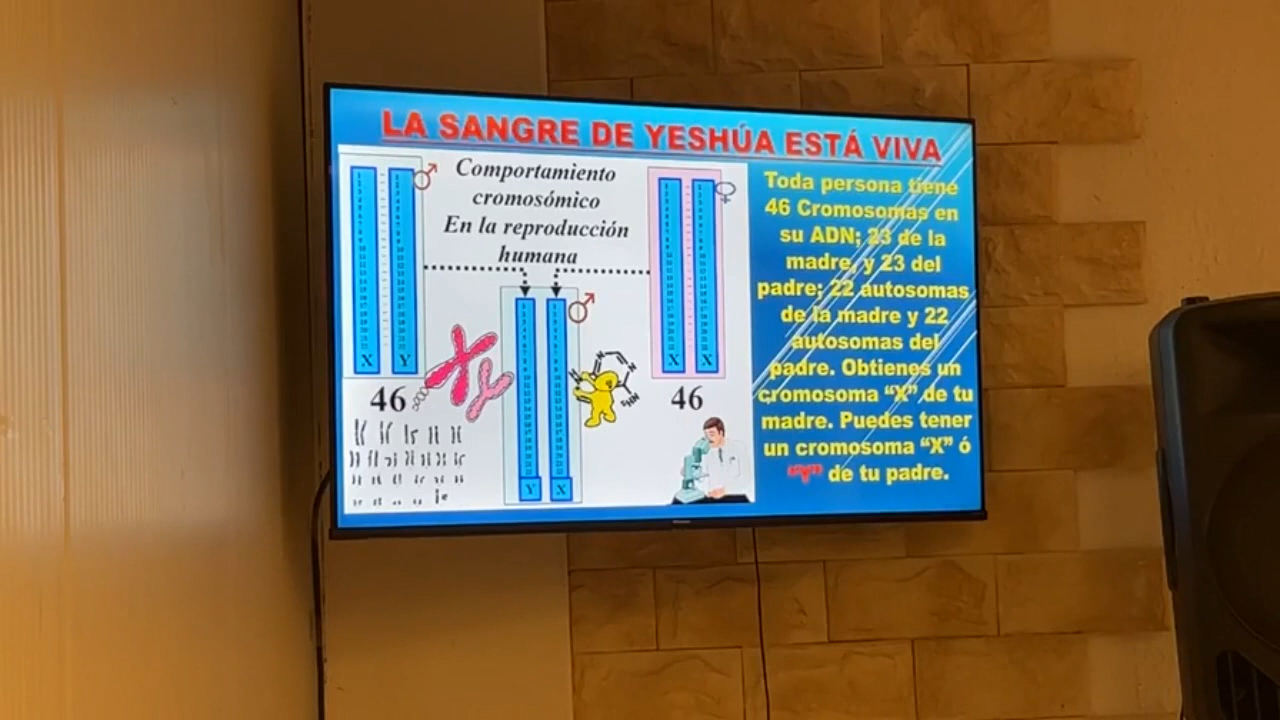 LA SANGRE DE YESHÚA ESTÁ VIVA
Comportamiento
cromosómico
En la reproducción
humana
X
Y
46
Y
X
X
X
46
Toda persona tiene
46 Cromosomas en
su ADN; 23 de la
madre, y 23 del
padre; 22 autosomas
de la madre y 22
autosomas del
padre. Obtienes un
cromosoma “X” de tu
madre. Puedes tener
un cromosoma “X” ó
“Y” de tu padre.